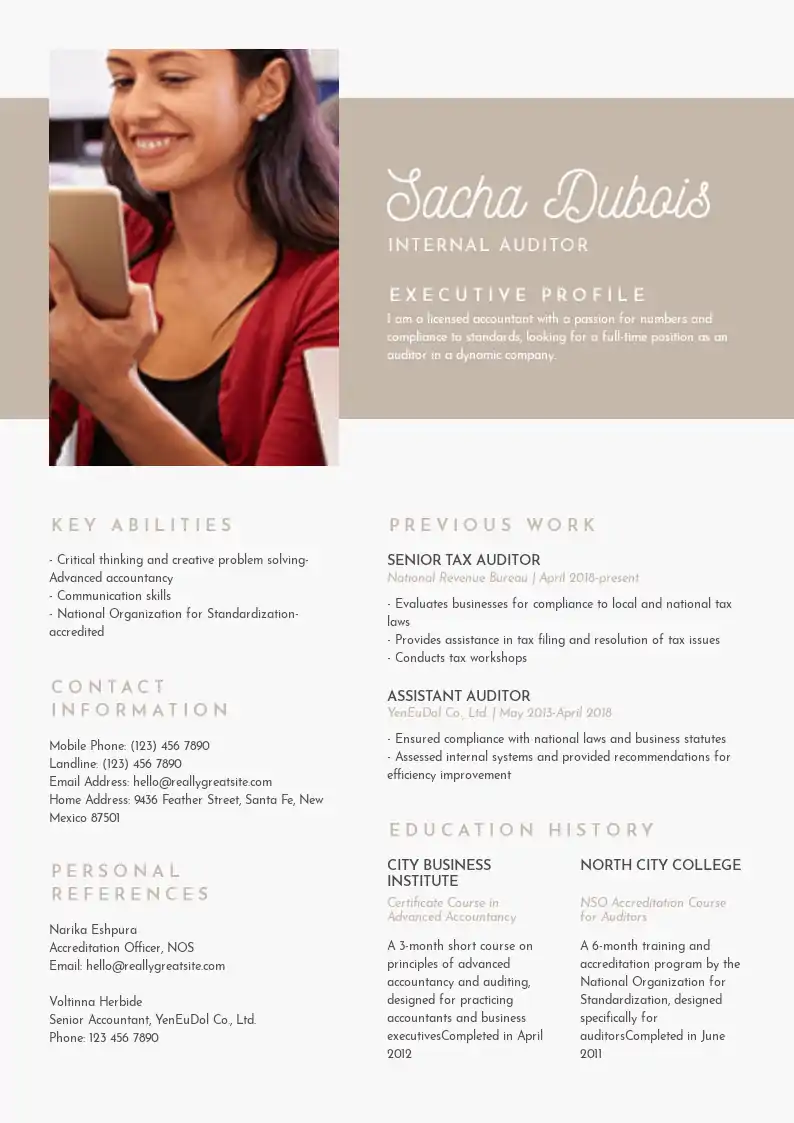 Sacha Dubois
INTERNAL AUDITOR
EXECUTIVE PROFILE
I am a licensed accountant with a passion for numbers and
compliance to standards, looking for a full-time position as an
auditor in a dynamic company.
KEY ABILITIES
- Critical thinking and creative problem solving-
Advanced accountancy
- Communication skills
- National Organization for Standardization-
accredited
CONTACT
INFORMATION
Mobile Phone: (123) 456 7890
Landline: (123) 456 7890
Email Address: hello@reallygreatsite.com
Home Address: 9436 Feather Street, Santa Fe, New
Mexico 87501
PERSONAL
REFERENCES
Narika Eshpura
Accreditation Officer, NOS
Email: hello@reallygreatsite.com
Voltinna Herbide
Senior Accountant, YenEuDol Co., Ltd.
Phone: 123 456 7890
PREVIOUS WORK
SENIOR TAX AUDITOR
National Revenue Bureau | April 2018-present
- Evaluates businesses for compliance to local and national tax
laws
- Provides assistance in tax filing and resolution of tax issues
- Conducts tax workshops
ASSISTANT AUDITOR
YenEuDol Co., Ltd. | May 2013-April 2018
- Ensured compliance with national laws and business statutes
- Assessed internal systems and provided recommendations for
efficiency improvement
EDUCATION HISTORY
CITY BUSINESS
INSTITUTE
Certificate Course in
Advanced Accountancy
A 3-month short course on
principles of advanced
accountancy and auditing,
designed for practicing
accountants and business
executivesCompleted in April
2012
NORTH CITY COLLEGE
NSO Accreditation Course
for Auditors
A 6-month training and
accreditation program by the
National Organization for
Standardization, designed
specifically for
auditorsCompleted in June
2011